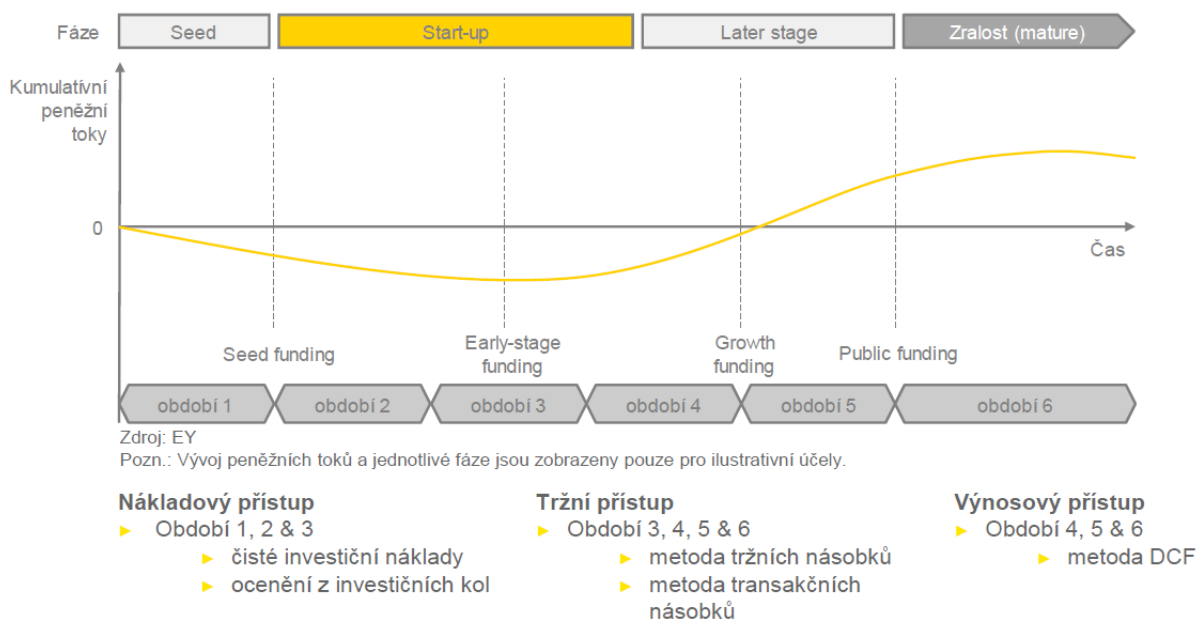 Fáze
Seed
Start-up
Later stage
Zralost (mature)
Kumulativní
peněžní
toky
0
Čas
Seed funding
Early-stage
funding
Growth
funding
Public funding
období 1
období 2
období 3
období 4
období 5
období 6
Zdroj: EY
Pozn.: Vývoj peněžních toků a jednotlivé fáze jsou zobrazeny pouze pro ilustrativní účely.
Nákladový přístup
► Období 1, 2 & 3
► čisté investiční náklady
► ocenění z investičních kol
Tržní přístup
► Období 3, 4, 5 & 6
► metoda tržních násobků
► metoda transakčních
násobků
Výnosový přístup
► Období 4, 5 & 6
► metoda DCF